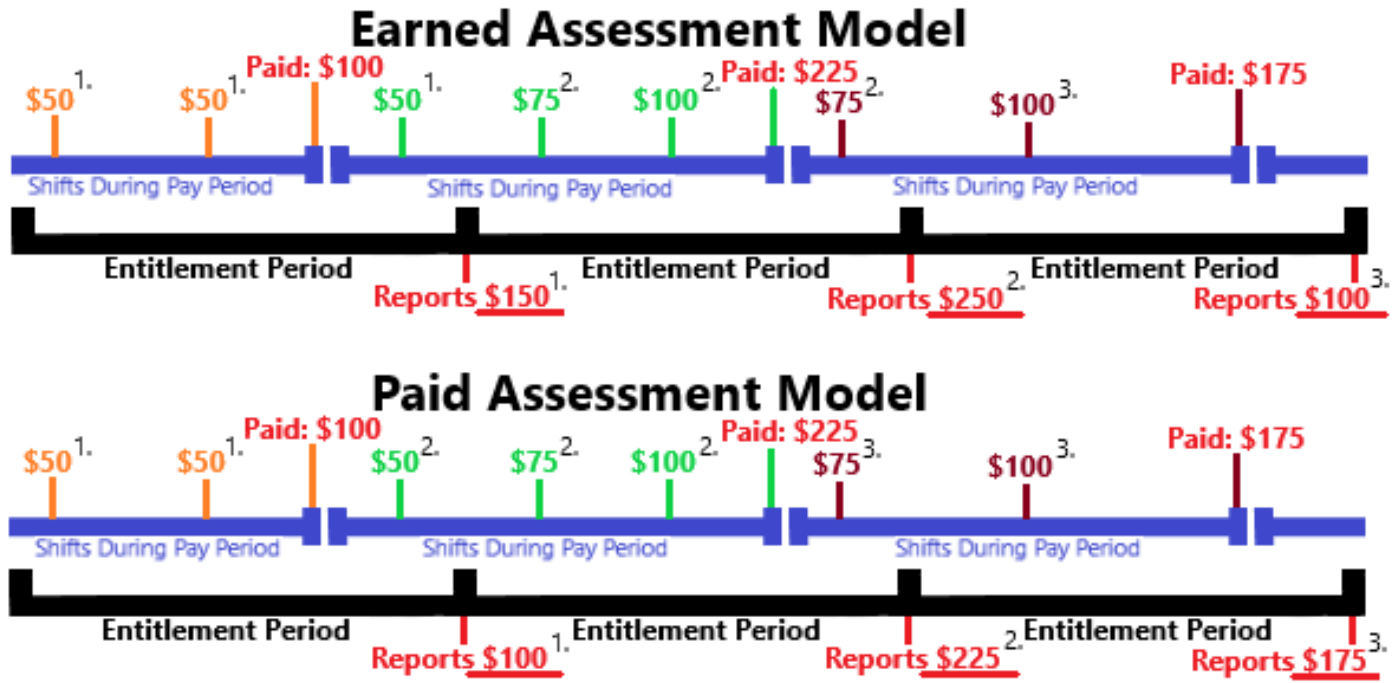 Earned Assessment Model
$50 1. $50 1. Paid: $100 $50 1. $75 2. $100 2. Paid: $225 $75 2. $100 3. Paid: $175
Shifts During Pay Period Shifts During Pay Period Shifts During Pay Period
Entitlement Period Entitlement Period Entitlement Period
Reports $150 1. Reports $250 2. Reports $100 3.
Paid Assessment Model
$50 1. $50 1. Paid: $100 $50 2. $75 2. $100 2. Paid: $225 $75 3. $100 3. Paid: $175
Shifts During Pay Period Shifts During Pay Period Shifts During Pay Period
Entitlement Period Entitlement Period Entitlement Period
Reports $100 1. Reports $225 2. Reports $175 3.